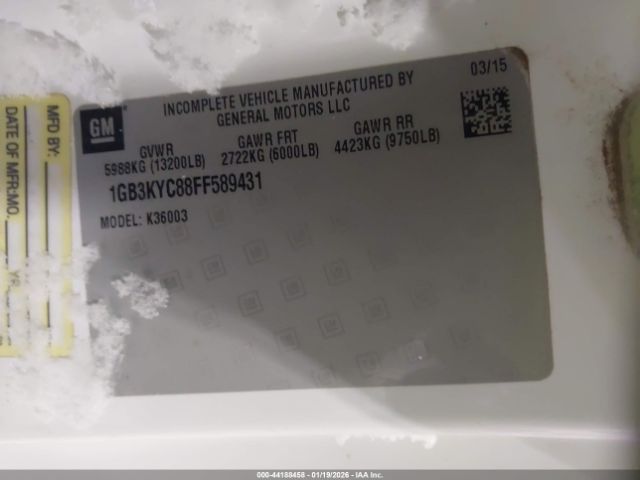 03/15
INCOMPLETE VEHICLE MANUFACTURED BY
GENERAL MOTORS LLC
GM
GVWR GAWR FRT GAWR RR
5988KG (13200LB) 2722KG (6000LB) 4423KG (9750LB)
1GB3KYC88FF589431
MODEL: K36003
MFD BY:
DATE OF MFR:MO. YR.
000-44188458 - 01/19/2026 - IAA Inc.